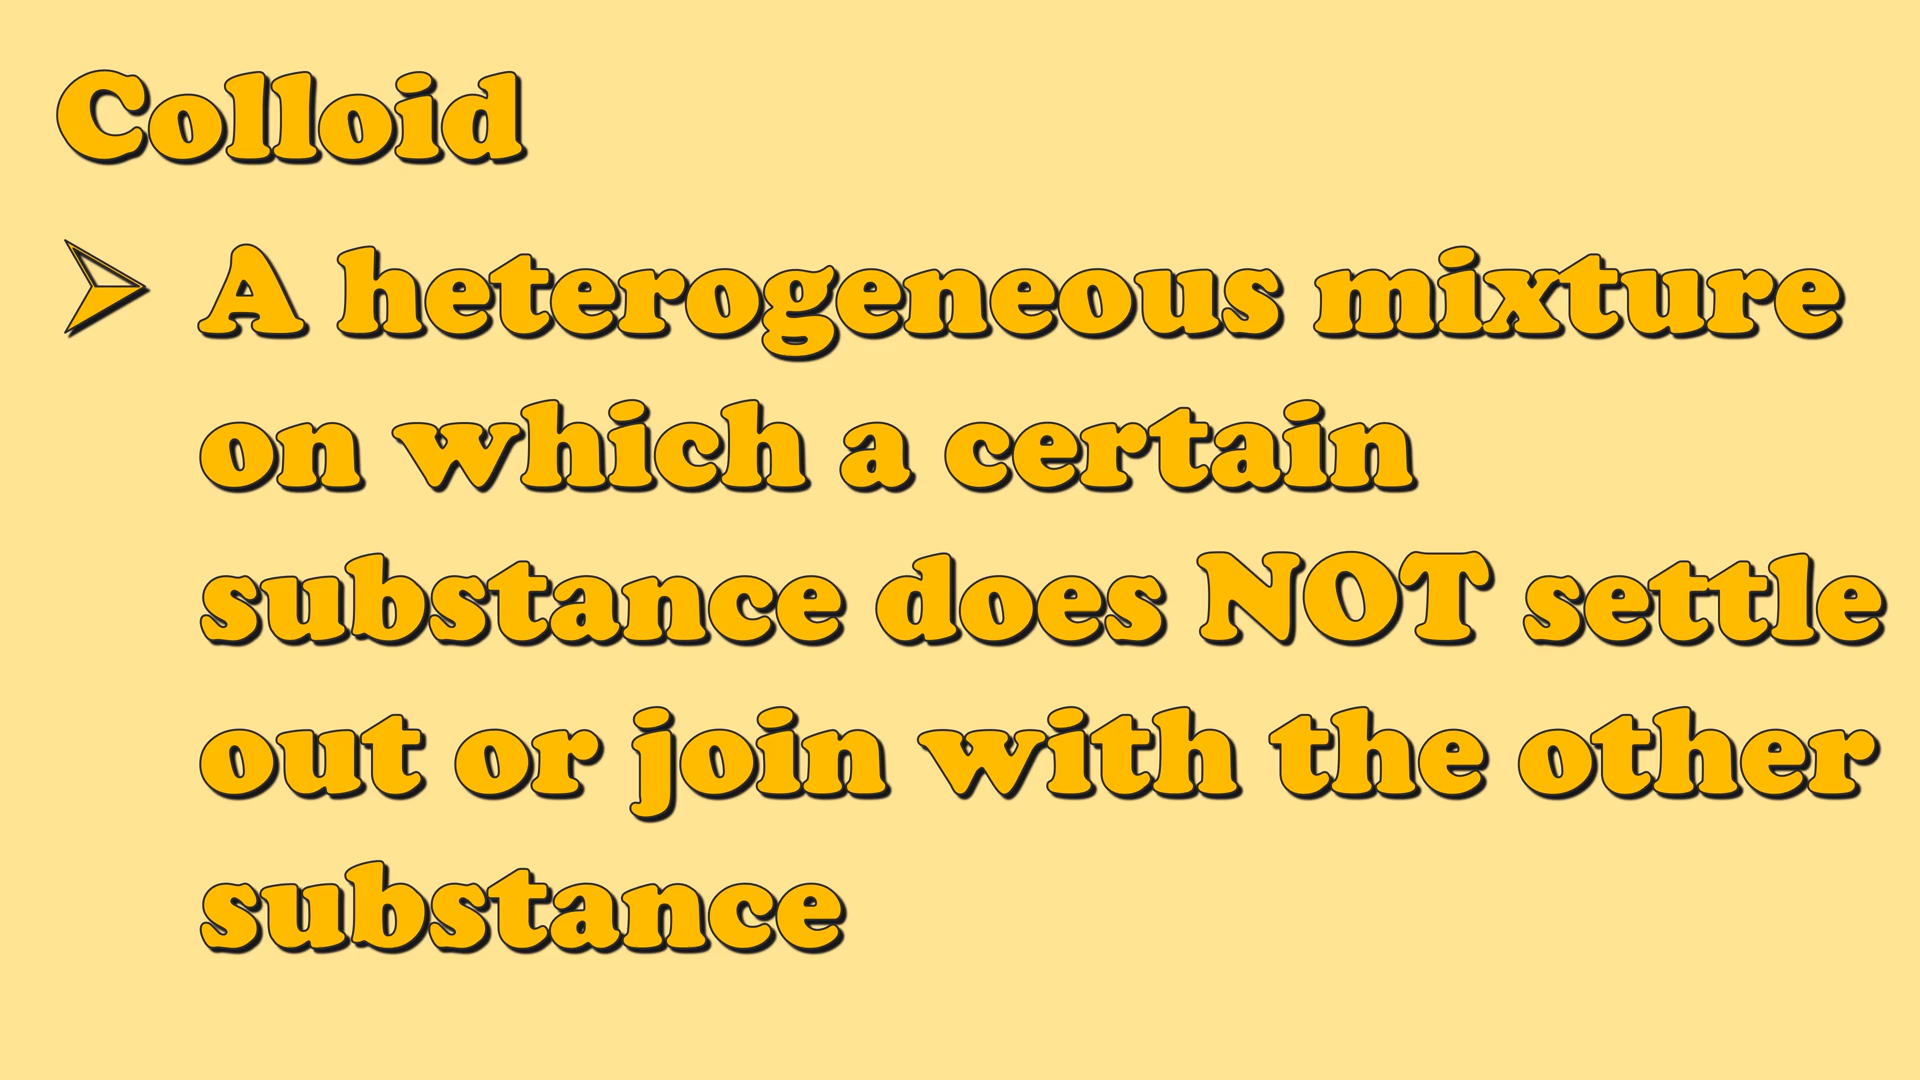 Colloid
➢ A heterogeneous mixture
on which a certain
substance does NOT settle
out or join with the other
substance